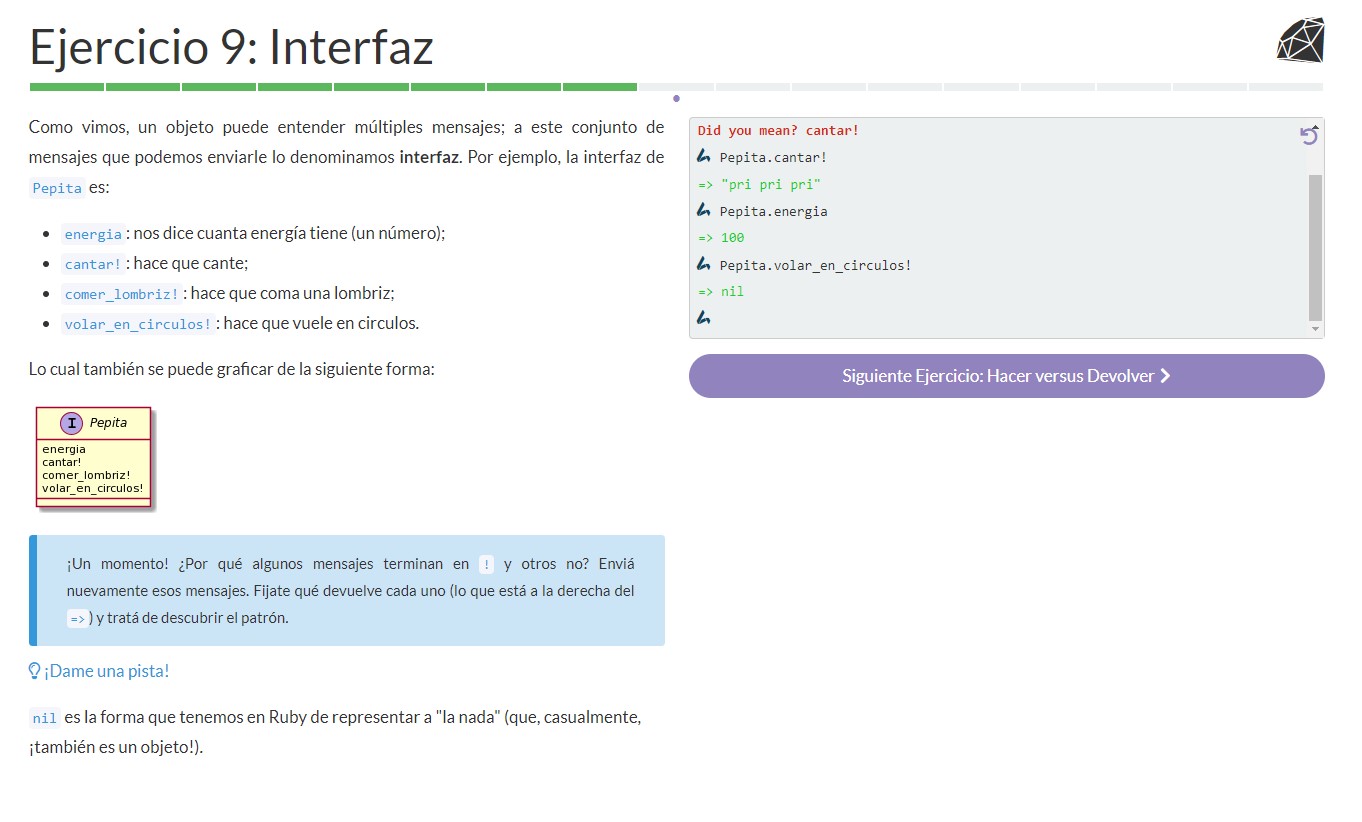 Ejercicio 9: Interfaz
Como vimos, un objeto puede entender múltiples mensajes; a este conjunto de
mensajes que podemos enviarle lo denominamos interfaz. Por ejemplo, la interfaz de
Pepita es:
energia : nos dice cuanta energía tiene (un número);
cantar! : hace que cante;
comer_lombriz! : hace que coma una lombriz;
volar_en_circulos! : hace que vuele en circulos.
Lo cual también se puede graficar de la siguiente forma:
I Pepita
energia
cantar!
comer_lombriz!
volar_en_circulos!
¡Un momento! ¿Por qué algunos mensajes terminan en ! y otros no? Enviá
nuevamente esos mensajes. Fijate qué devuelve cada uno (lo que está a la derecha del
=> ) y tratá de descubrir el patrón.
¡Dame una pista!
nil es la forma que tenemos en Ruby de representar a "la nada" (que, casualmente,
¡también es un objeto!).
Did you mean? cantar!
Pepita.cantar!
=> "pri pri pri"
Pepita.energia
=> 100
Pepita.volar_en_circulos!
=> nil
Siguiente Ejercicio: Hacer versus Devolver